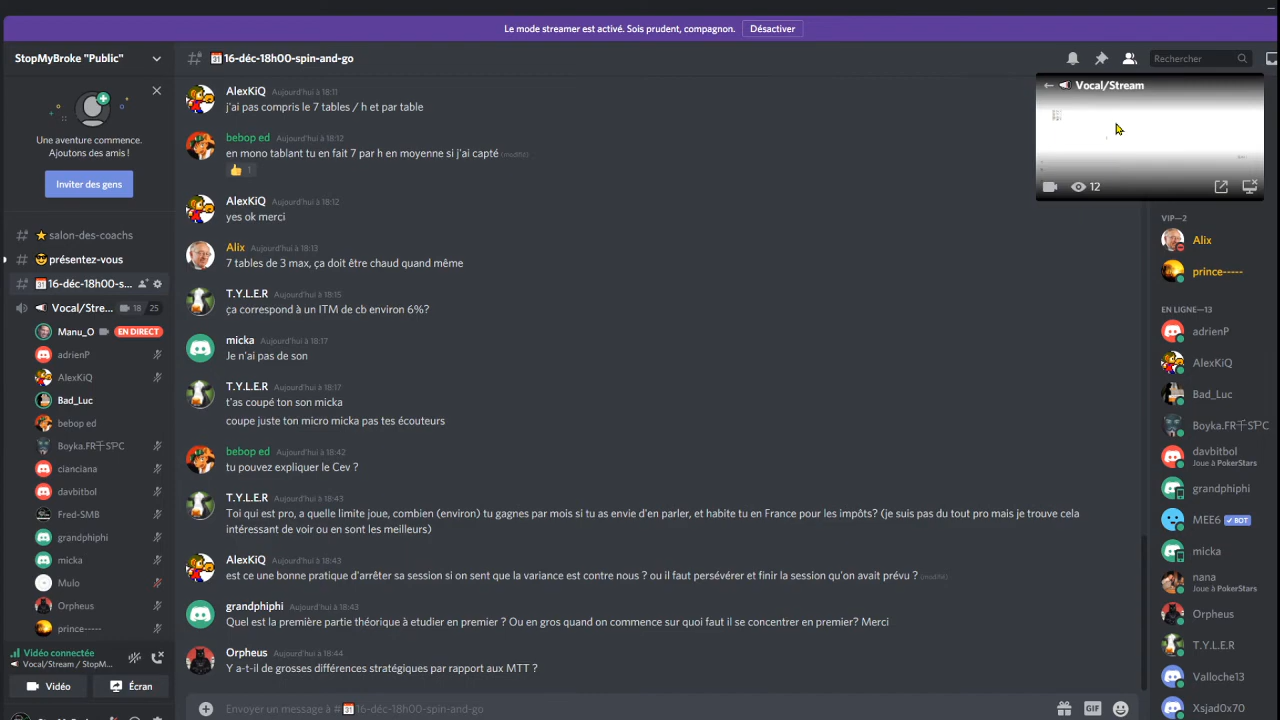 Le mode streamer est activé. Sois prudent, compagnon. Désactiver
StopMyBroke "Public"
Une aventure commence.
Ajoutons des amis !
Inviter des gens
salon-des-coachs
présentez-vous
16-déc-18h00-s...
Vocal/Stre... 18 25
Manu_O EN DIRECT
adrienP
AlexKiQ
Bad_Luc
bebop ed
Boyka.FR千SPC
cianciana
davbitbol
Fred-SMB
grandphiphi
micka
Mulo
Orpheus
prince-----
Vidéo connectée
Vocal/Stream / StopM...
Vidéo Écran
# 16-déc-18h00-spin-and-go
Rechercher
AlexKiQ Aujourd'hui à 18:11
j'ai pas compris le 7 tables / h et par table
bebop ed Aujourd'hui à 18:12
en mono tablant tu en fait 7 par h en moyenne si j'ai capté (modifié)
1
AlexKiQ Aujourd'hui à 18:12
yes ok merci
Alix Aujourd'hui à 18:13
7 tables de 3 max, ça doit être chaud quand même
T.Y.L.E.R Aujourd'hui à 18:15
ça correspond à un ITM de cb environ 6%?
micka Aujourd'hui à 18:17
Je n'ai pas de son
T.Y.L.E.R Aujourd'hui à 18:17
t'as coupé ton son micka
coupe juste ton micro micka pas tes écouteurs
bebop ed Aujourd'hui à 18:42
tu pouvez expliquer le Cev ?
T.Y.L.E.R Aujourd'hui à 18:43
Toi qui est pro, a quelle limite joue, combien (environ) tu gagnes par mois si tu as envie d'en parler, et habite tu en France pour les impôts? (je suis pas du tout pro mais je trouve cela
intéressant de voir ou en sont les meilleurs)
AlexKiQ Aujourd'hui à 18:43
est ce une bonne pratique d'arrêter sa session si on sent que la variance est contre nous ? ou il faut persévérer et finir la session qu'on avait prévu ? (modifié)
grandphiphi Aujourd'hui à 18:43
Quel est la première partie théorique à etudier en premier ? Ou en gros quand on commence sur quoi faut il se concentrer en premier? Merci
Orpheus Aujourd'hui à 18:44
Y a-t-il de grosses différences stratégiques par rapport aux MTT ?
Envoyer un message à # 16-déc-18h00-spin-and-go
GIF
Vocal/Stream
12
VIP—2
Alix
prince-----
EN LIGNE—13
adrienP
AlexKiQ
Bad_Luc
Boyka.FR千SPC
davbitbol
Joue à PokerStars
grandphiphi
MEE6 BOT
micka
nana
Joue à PokerStars
Orpheus
T.Y.L.E.R
Valloche13
Xsjad0x70